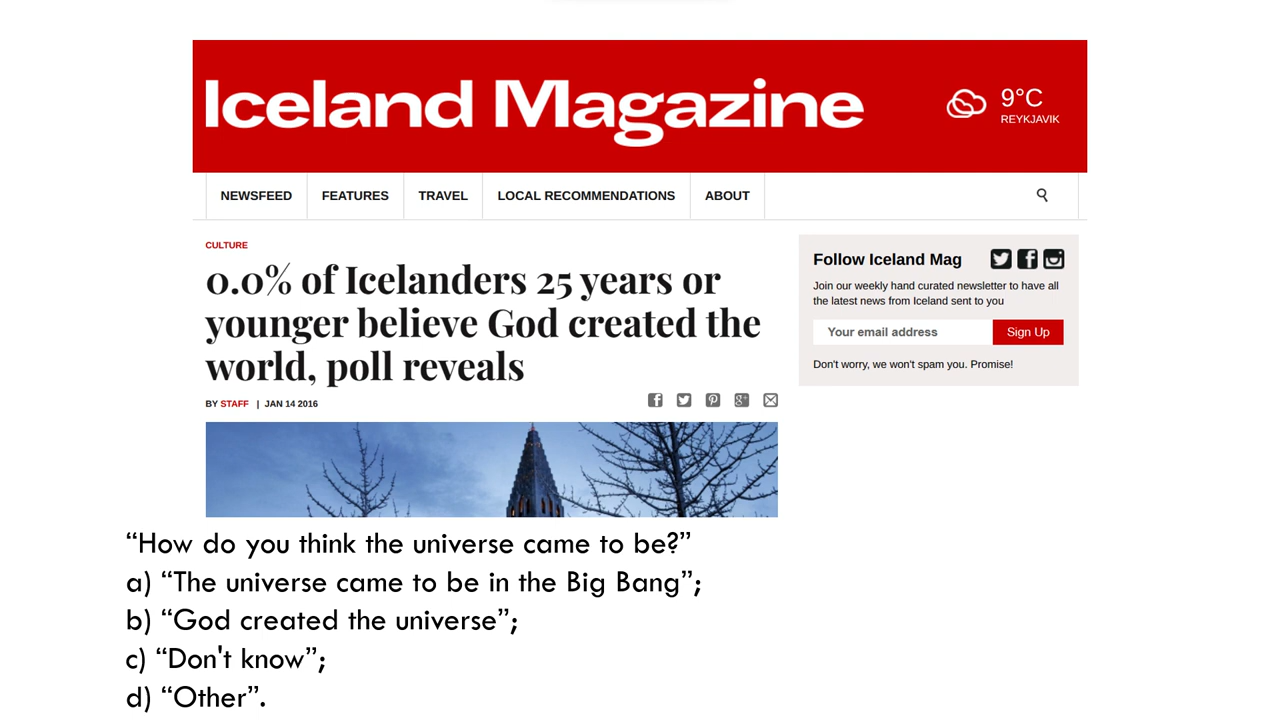 Iceland Magazine
9°C
REYKJAVIK
NEWSFEED FEATURES TRAVEL LOCAL RECOMMENDATIONS ABOUT
CULTURE
0.0% of Icelanders 25 years or
younger believe God created the
world, poll reveals
BY STAFF | JAN 14 2016
Follow Iceland Mag
Join our weekly hand curated newsletter to have all
the latest news from Iceland sent to you
Your email address Sign Up
Don't worry, we won't spam you. Promise!
“How do you think the universe came to be?”
a) “The universe came to be in the Big Bang”;
b) “God created the universe”;
c) “Don't know”;
d) “Other”.